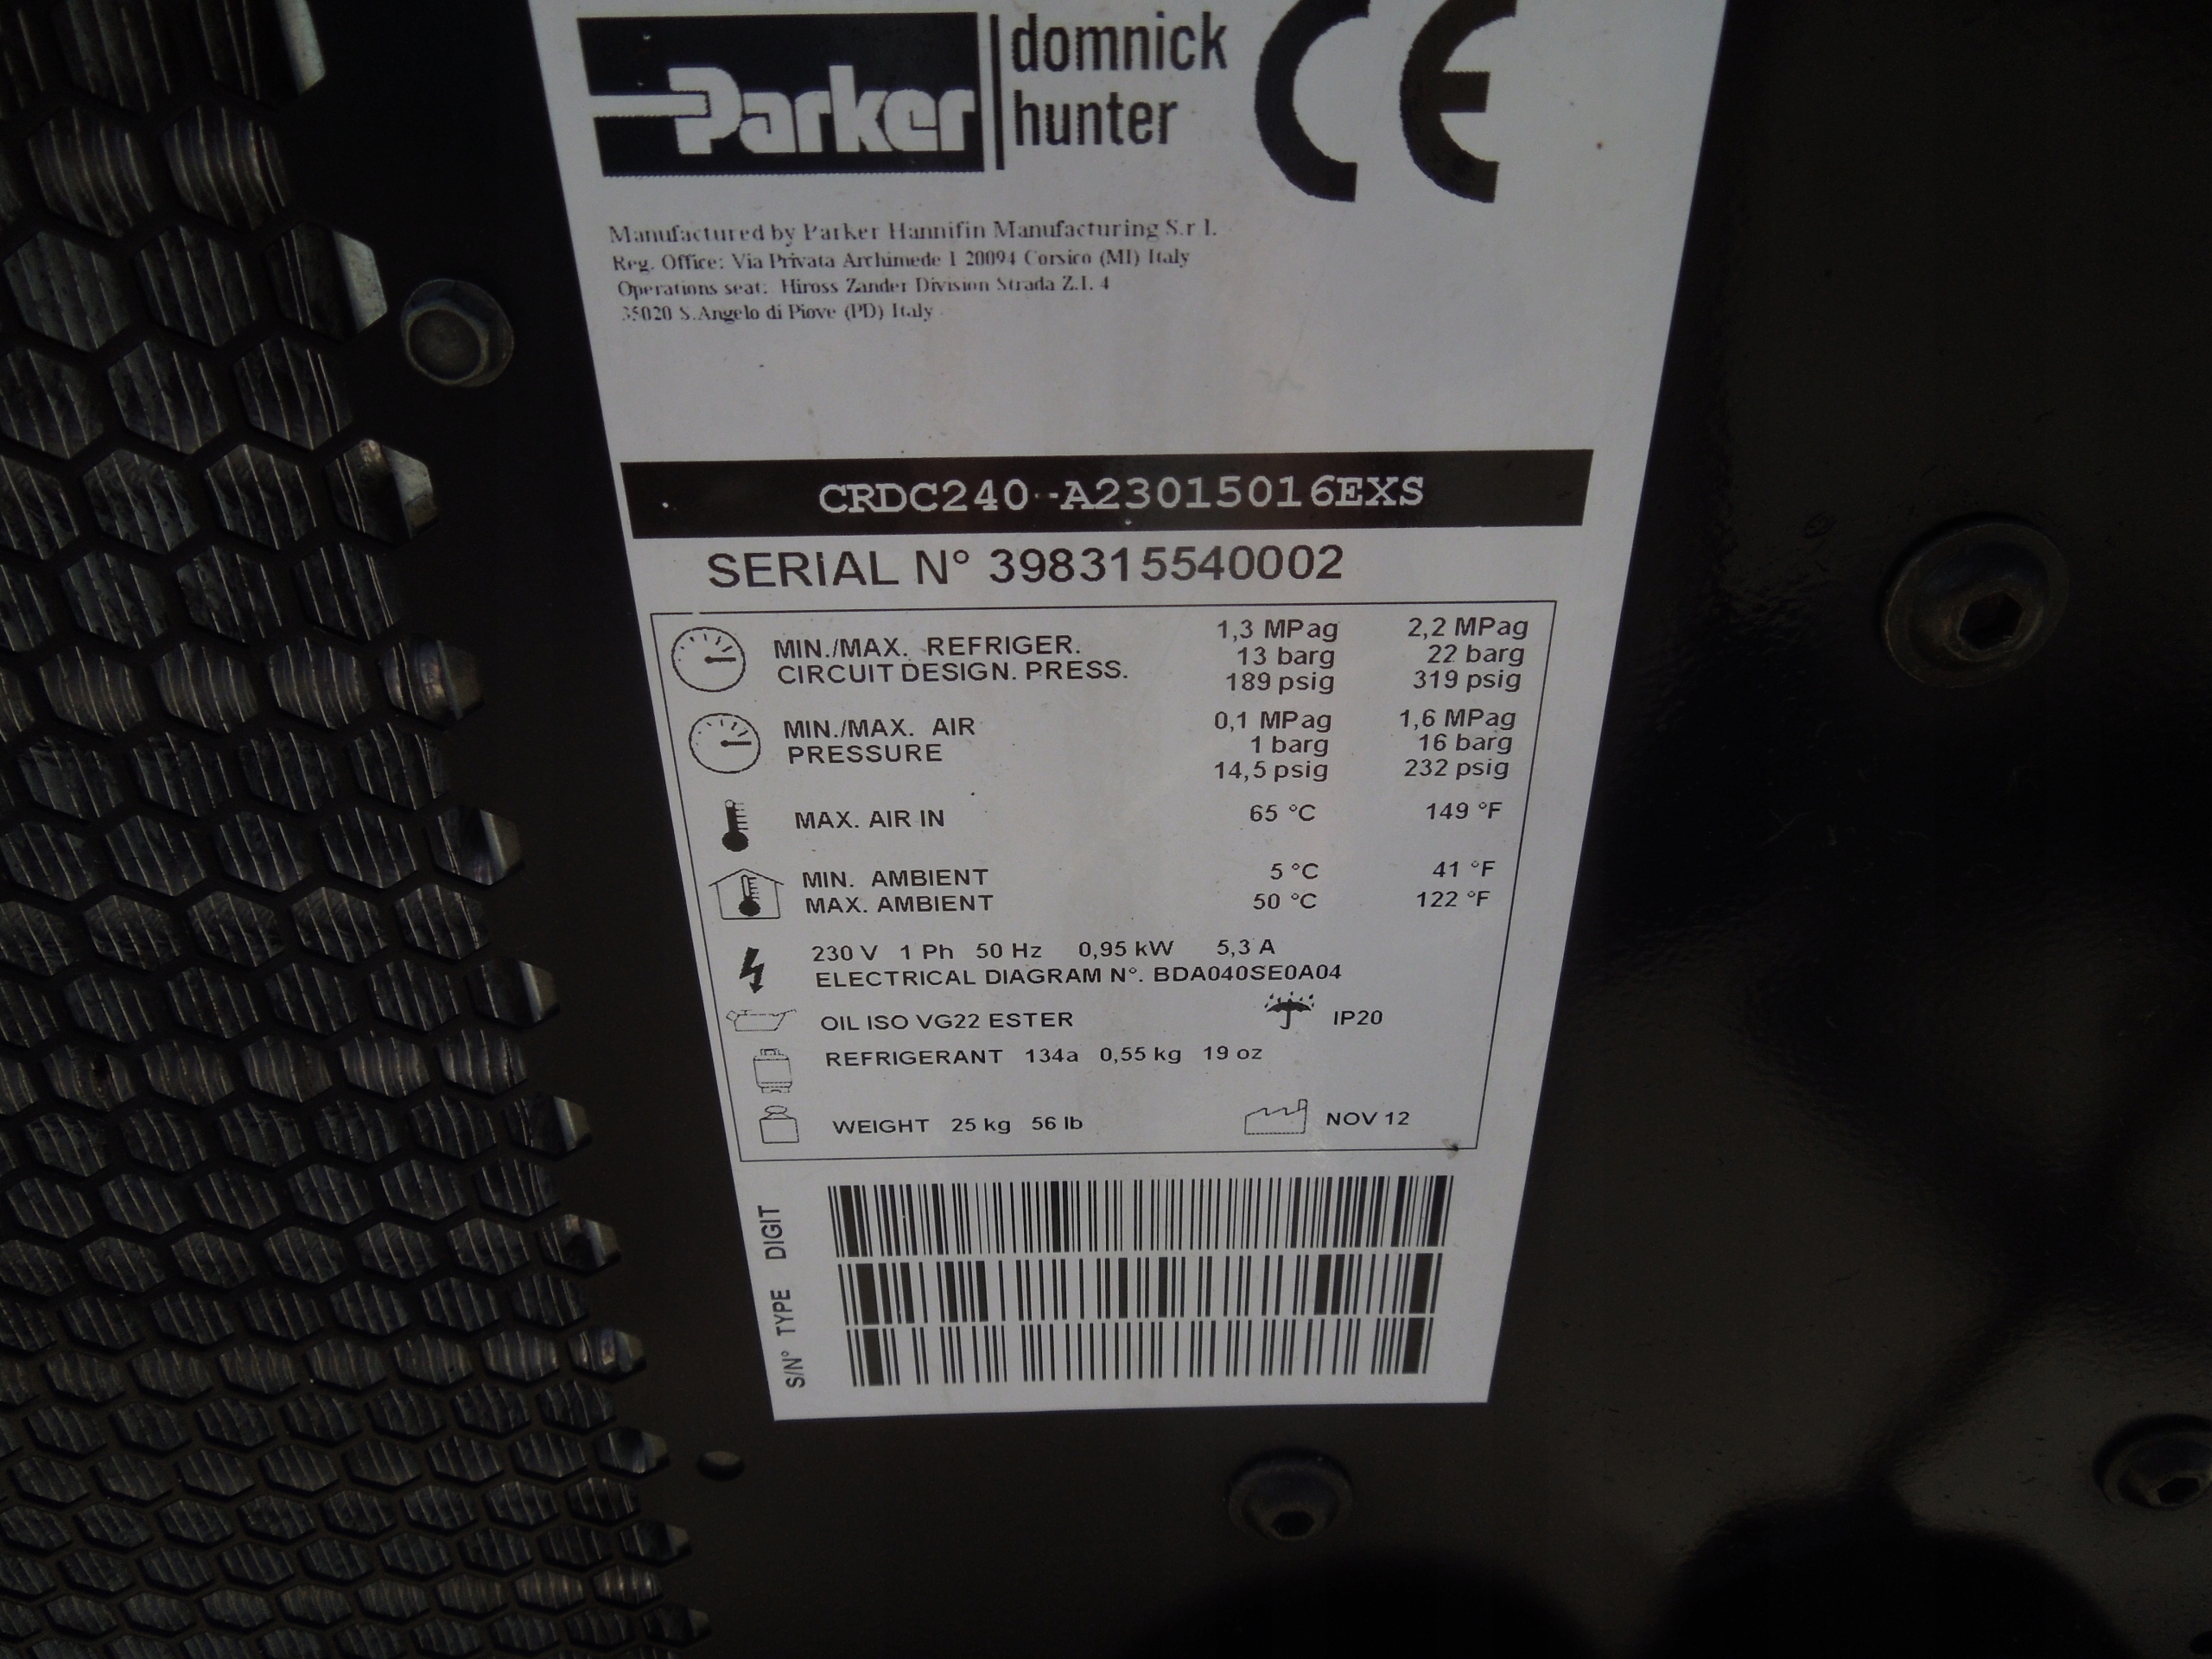 Parker
domnick
hunter
CE
Manufactured by Parker Hannifin Manufacturing S.r.l.
Reg. Office: Via Privata Archimede 1 20094 Corsico (MI) Italy
Operations seat: Hiross Zander Division Strada Z.I. 4
35020 S.Angelo di Piove (PD) Italy
CRDC240--A23015016EXS
SERIAL N° 398315540002
MIN./MAX. REFRIGER.
CIRCUIT DESIGN. PRESS.
1,3 MPag 2,2 MPag
13 barg 22 barg
189 psig 319 psig
MIN./MAX. AIR
PRESSURE
0,1 MPag 1,6 MPag
1 barg 16 barg
14,5 psig 232 psig
MAX. AIR IN 65 °C 149 °F
MIN. AMBIENT 5 °C 41 °F
MAX. AMBIENT 50 °C 122 °F
230 V 1 Ph 50 Hz 0,95 kW 5,3 A
ELECTRICAL DIAGRAM N°. BDA040SE0A04
OIL ISO VG22 ESTER IP20
REFRIGERANT 134a 0,55 kg 19 oz
WEIGHT 25 kg 56 lb NOV 12
S/N° TYPE DIGIT